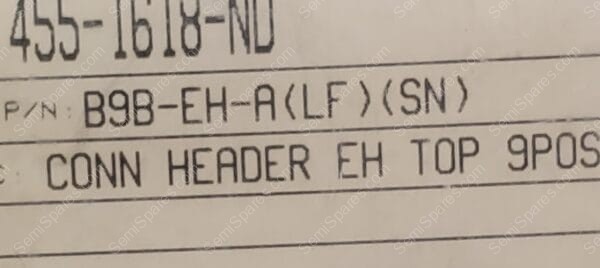 455-1618-ND
P/N: B9B-EH-A(LF)(SN)
C: CONN HEADER EH TOP 9POS